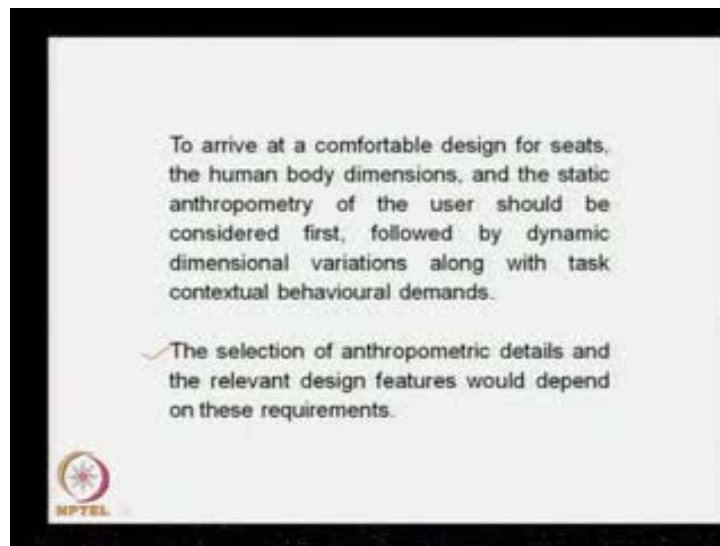 To arrive at a comfortable design for seats,
the human body dimensions, and the static
anthropometry of the user should be
considered first, followed by dynamic
dimensional variations along with task
contextual behavioural demands.
The selection of anthropometric details and
the relevant design features would depend
on these requirements.
NPTEL